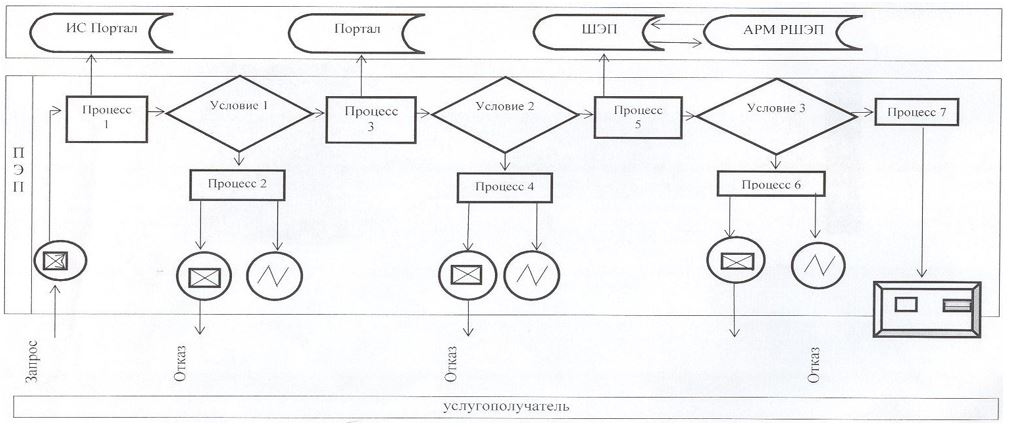 ИС Портал
Портал
ШЭП
АРМ РШЭП
ПЭП
Процесс
1
Условие 1
Процесс
3
Условие 2
Процесс
5
Условие 3
Процесс 7
Процесс 2
Процесс 4
Процесс 6
Запрос
Отказ
Отказ
Отказ
услугополучатель